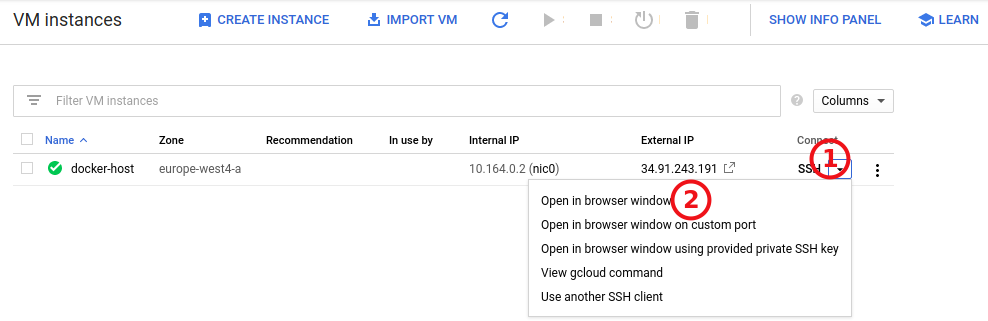 VM instances CREATE INSTANCE IMPORT VM SHOW INFO PANEL LEARN
Filter VM instances ? Columns
Name Zone Recommendation In use by Internal IP External IP Connect
docker-host europe-west4-a 10.164.0.2 (nic0) 34.91.243.191 SSH 1
Open in browser window 2
Open in browser window on custom port
Open in browser window using provided private SSH key
View gcloud command
Use another SSH client